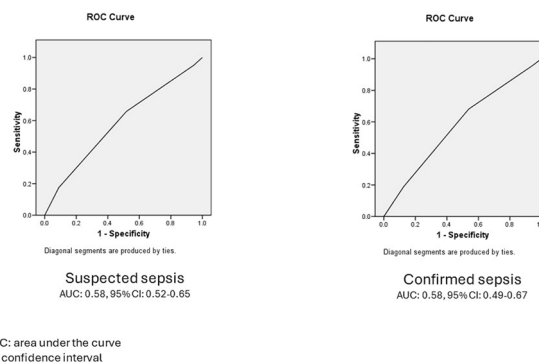 ROC Curve
1.0
0.8
0.6
0.4
0.2
0.0
Sensitivity
0.0 0.2 0.4 0.6 0.8 1.0
1 - Specificity
Diagonal segments are produced by ties.
Suspected sepsis
AUC: 0.58, 95% CI: 0.52-0.65
ROC Curve
1.0
0.8
0.6
0.4
0.2
0.0
Sensitivity
0.0 0.2 0.4 0.6 0.8
1 - Specificity
Diagonal segments are produced by ties.
Confirmed sepsis
AUC: 0.58, 95% CI: 0.49-0.67
C: area under the curve
confidence interval